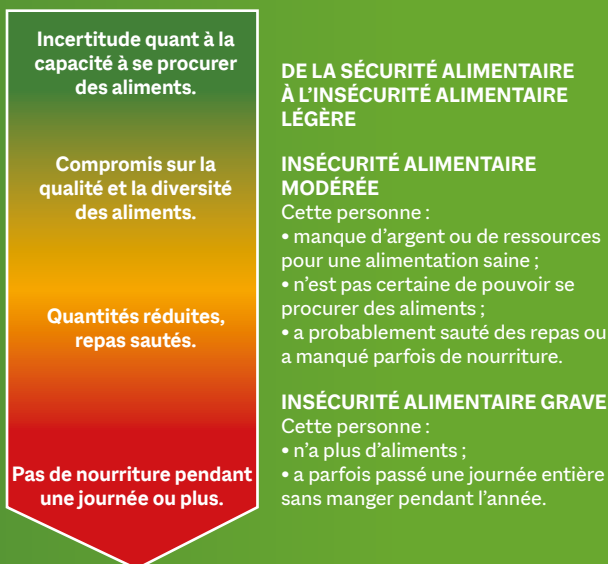 Incertitude quant à la
capacité à se procurer
des aliments.
Compromis sur la
qualité et la diversité
des aliments.
Quantités réduites,
repas sautés.
Pas de nourriture pendant
une journée ou plus.
DE LA SÉCURITÉ ALIMENTAIRE
À L’INSÉCURITÉ ALIMENTAIRE
LÉGÈRE
INSÉCURITÉ ALIMENTAIRE
MODÉRÉE
Cette personne :
• manque d’argent ou de ressources
pour une alimentation saine ;
• n’est pas certaine de pouvoir se
procurer des aliments ;
• a probablement sauté des repas ou
a manqué parfois de nourriture.
INSÉCURITÉ ALIMENTAIRE GRAVE
Cette personne :
• n’a plus d’aliments ;
• a parfois passé une journée entière
sans manger pendant l’année.